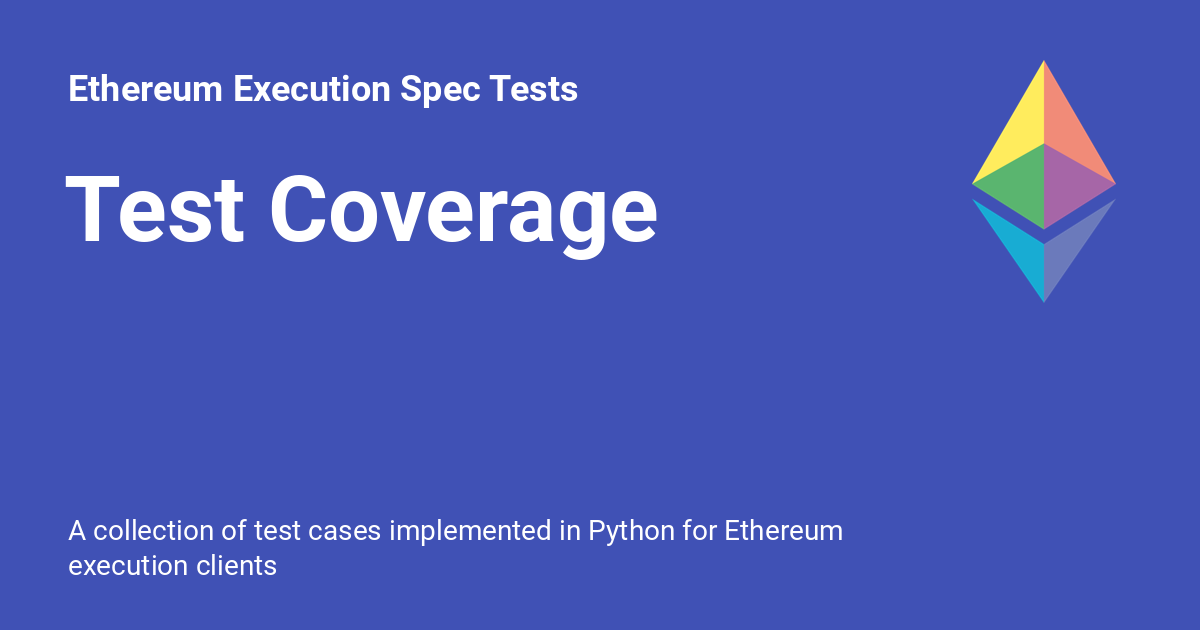 Ethereum Execution Spec Tests
Test Coverage
A collection of test cases implemented in Python for Ethereum
execution clients